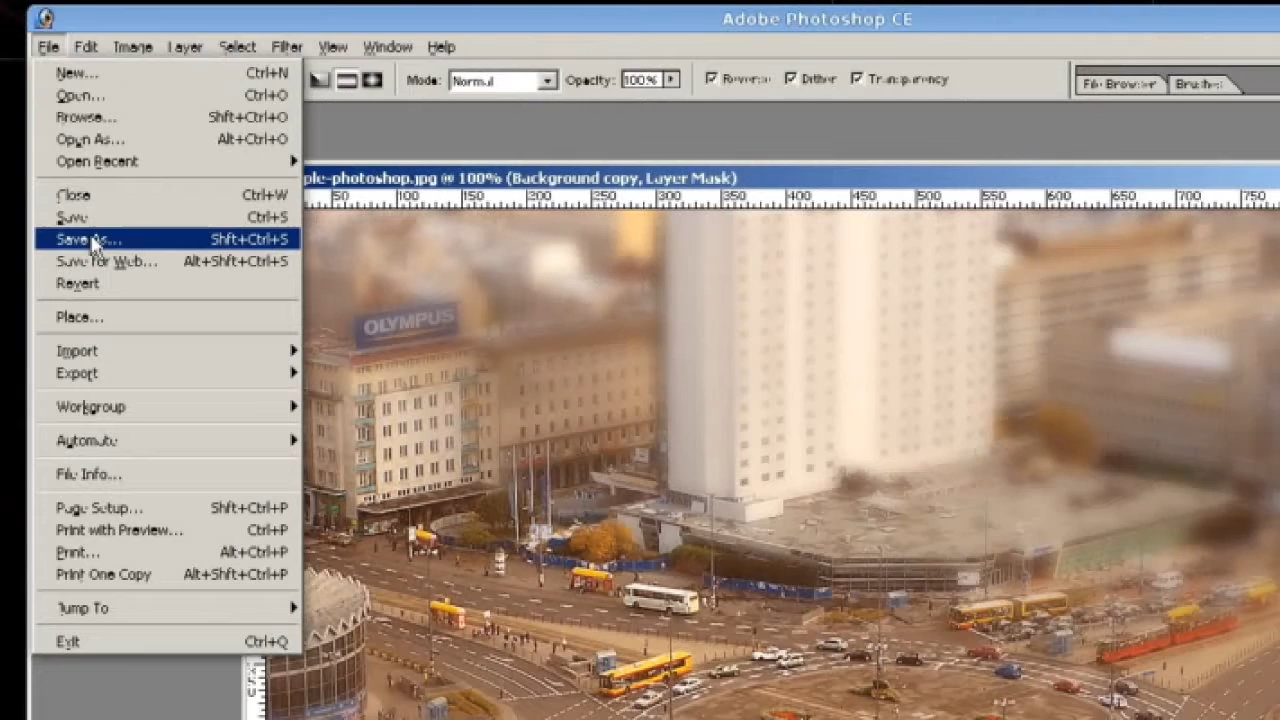 Adobe Photoshop CE
File Edit Image Layer Select Filter View Window Help
Mode: Normal Opacity: 100% Reverse Dither Transparency File Browser Brushes
New... Ctrl+N
Open... Ctrl+O
Browse... Shft+Ctrl+O
Open As... Alt+Ctrl+O
Open Recent
Close Ctrl+W
Save Ctrl+S
Save As... Shft+Ctrl+S
Save for Web... Alt+Shft+Ctrl+S
Revert
Place...
Import
Export
Workgroup
Automate
File Info...
Page Setup... Shft+Ctrl+P
Print with Preview... Ctrl+P
Print... Alt+Ctrl+P
Print One Copy Alt+Shft+Ctrl+P
Jump To
Exit Ctrl+Q
ple-photoshop.jpg @ 100% (Background copy, Layer Mask)
50 100 150 200 250 300 350 400 450 500 550 600 650 700 750
OLYMPUS